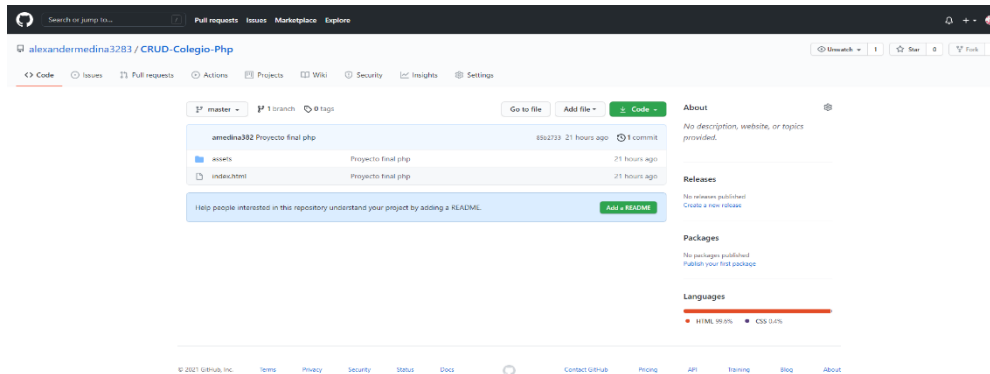 Search or jump to...
/
Pull requests Issues Marketplace Explore
alexandermedina3283 / CRUD-Colegio-Php
Unwatch 1 Star 0 Fork
Code Issues Pull requests Actions Projects Wiki Security Insights Settings
master 1 branch 0 tags Go to file Add file Code
About
No description, website, or topics
provided.
amedina382 Proyecto final php 21 hours ago 1 commit
assets Proyecto final php 21 hours ago
index.html Proyecto final php 21 hours ago
Help people interested in this repository understand your project by adding a README. Add a README
Releases
No releases published
Create a new release
Packages
No packages published
Publish your first package
Languages
HTML 99.6% CSS 0.4%
© 2021 GitHub, Inc. Terms Privacy Security Status Docs Contact GitHub Pricing API Training Blog About